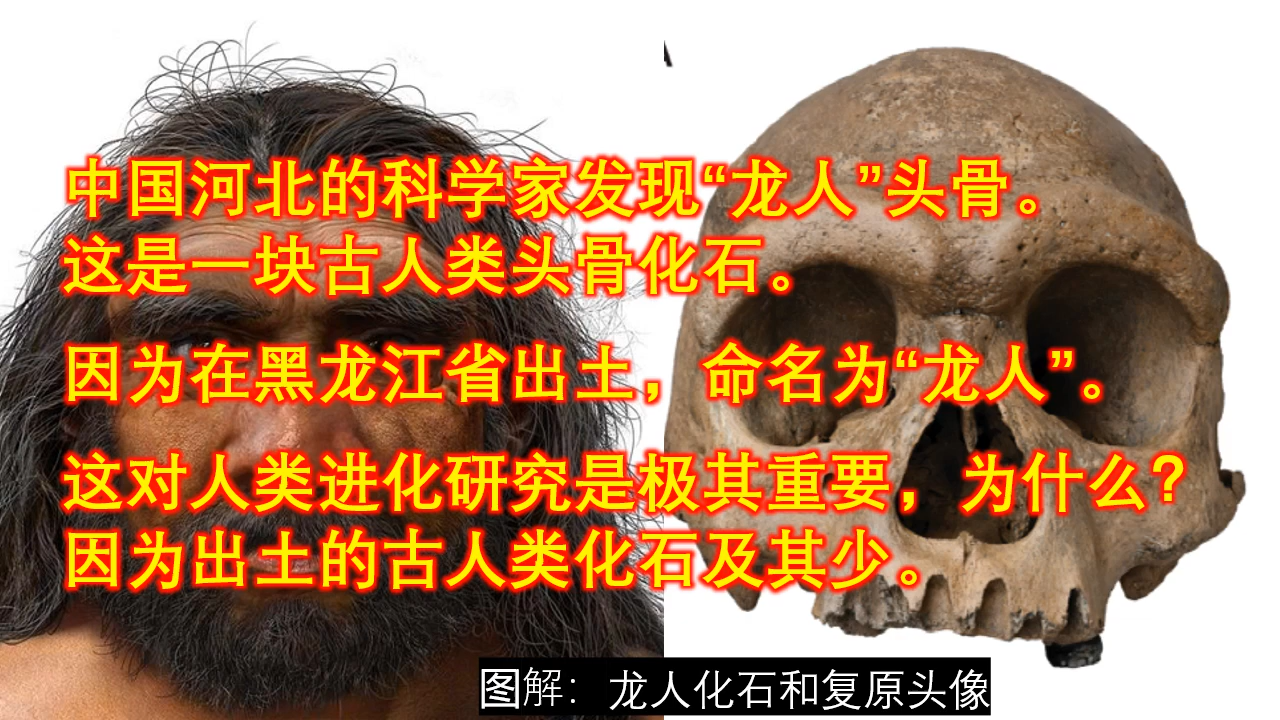 中国河北的科学家发现“龙人”头骨。
这是一块古人类头骨化石。
因为在黑龙江省出土，命名为“龙人”。
这对人类进化研究是极其重要，为什么？
因为出土的古人类化石及其少。
图解：龙人化石和复原头像